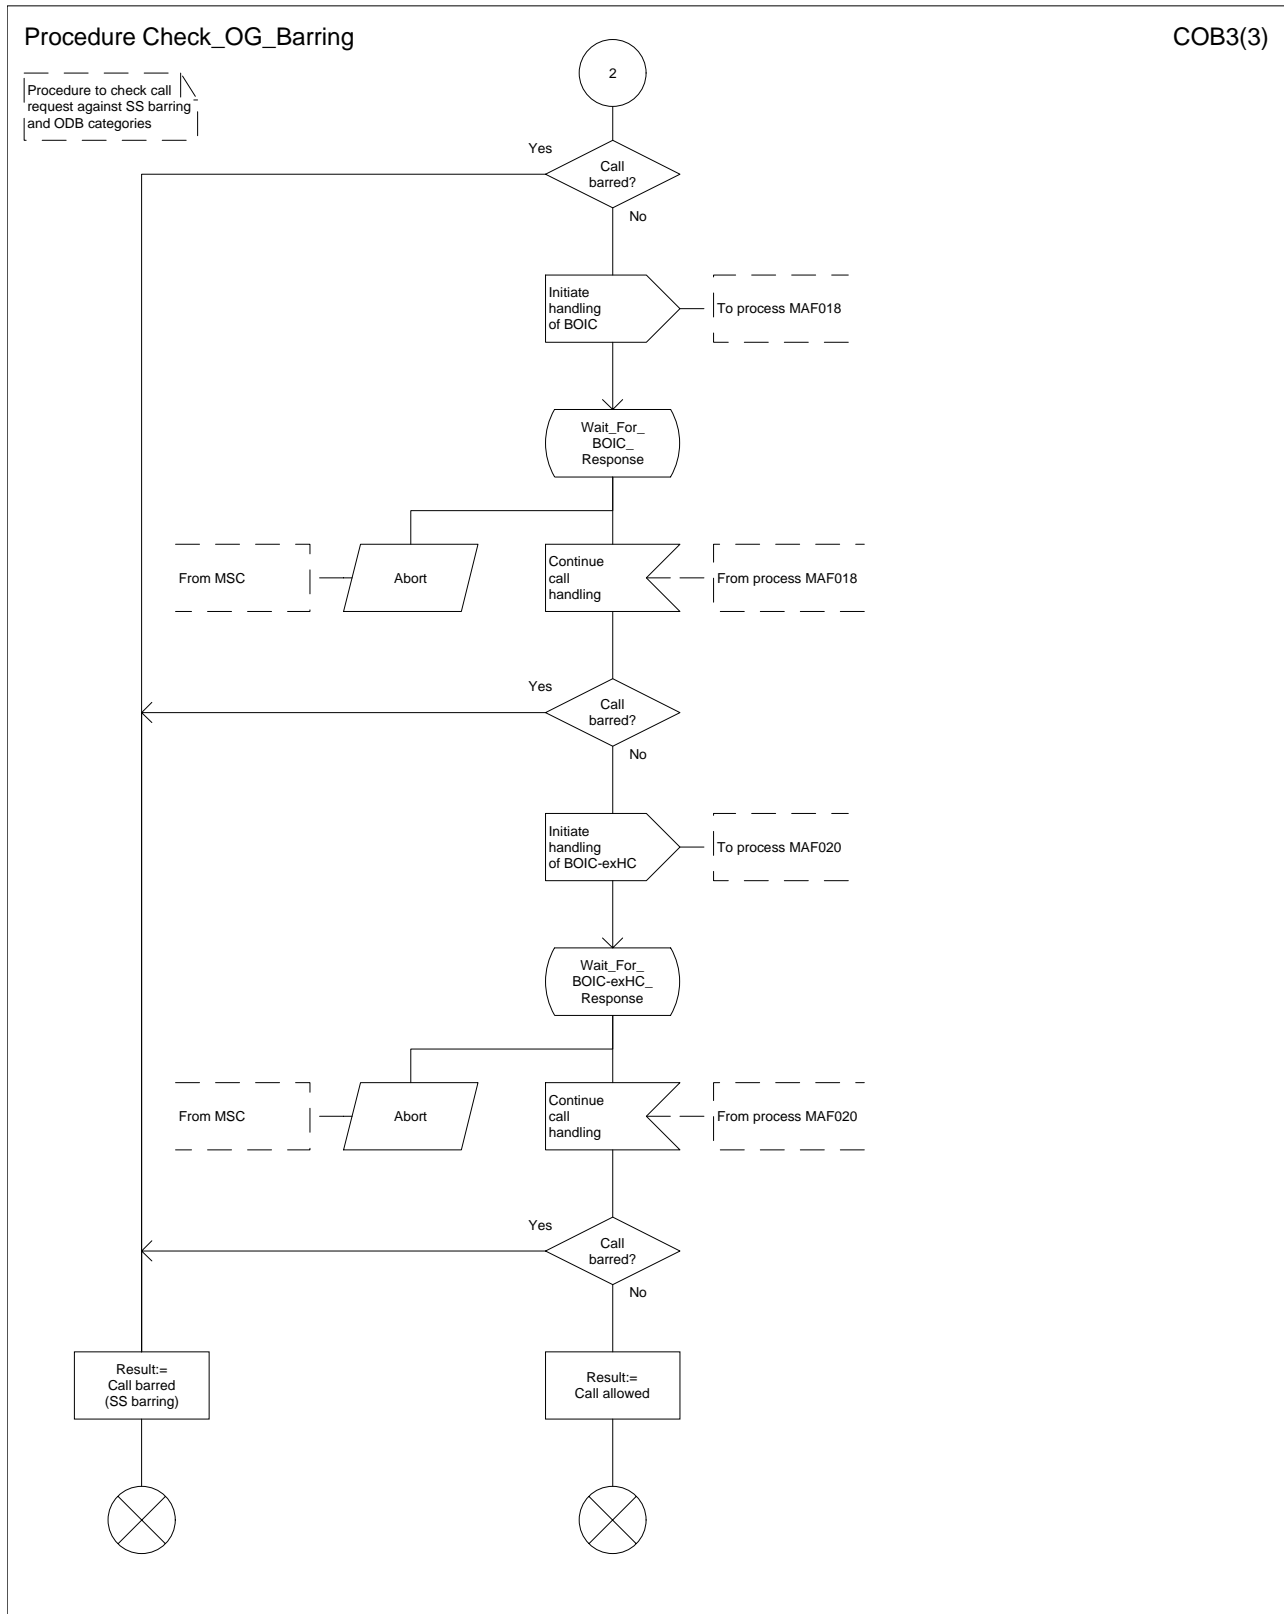 Procedure Check_OG_Barring
COB3(3)
Procedure to check call
request against SS barring
and ODB categories
2
Yes
Call
barred?
No
Initiate
handling
of BOIC
To process MAF018
Wait_For_
BOIC_
Response
From MSC
Abort
Continue
call
handling
From process MAF018
Yes
Call
barred?
No
Initiate
handling
of BOIC-exHC
To process MAF020
Wait_For_
BOIC-exHC_
Response
From MSC
Abort
Continue
call
handling
From process MAF020
Yes
Call
barred?
No
Result:=
Call barred
(SS barring)
Result:=
Call allowed